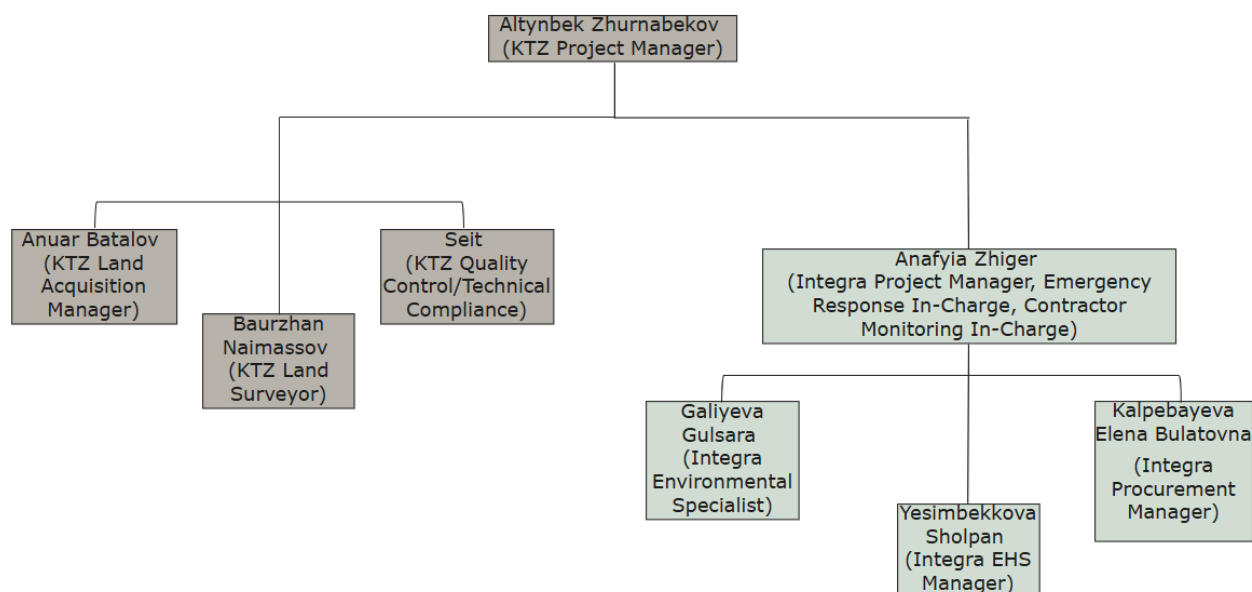 Altynbek Zhurnabekov
(KTZ Project Manager)
Anuar Batalov
(KTZ Land
Acquisition
Manager)
Baurzhan
Naimassov
(KTZ Land
Surveyor)
Seit
(KTZ Quality
Control/Technical
Compliance)
Anafyia Zhiger
(Integra Project Manager, Emergency
Response In-Charge, Contractor
Monitoring In-Charge)
Galiyeva
Gulsara
(Integra
Environmental
Specialist)
Yesimbekkova
Sholpan
(Integra EHS
Manager)
Kalpebayeva
Elena Bulatovna
(Integra
Procurement
Manager)